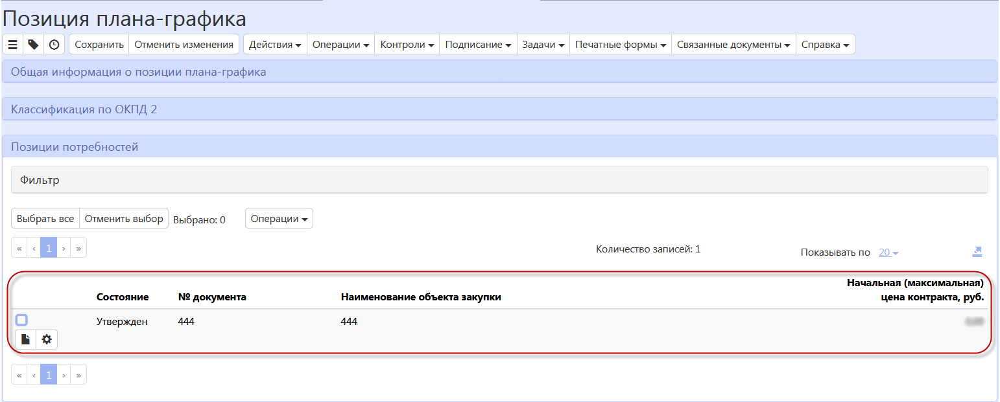 Позиция плана-графика
Сохранить Отменить изменения Действия Операции Контроли Подписание Задачи Печатные формы Связанные документы Справка
Общая информация о позиции плана-графика
Классификация по ОКПД 2
Позиции потребностей
Фильтр
Выбрать все Отменить выбор Выбрано: 0 Операции
« ‹ 1 › » Количество записей: 1 Показывать по 20
Начальная (максимальная)
Состояние № документа Наименование объекта закупки цена контракта, руб.
Утвержден 444 444
« ‹ 1 › »